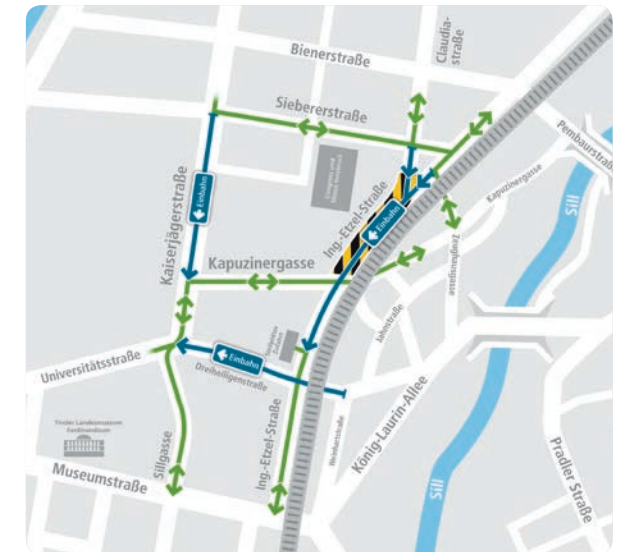 Claudia-
straße
Bienerstraße
Siebererstraße
Pembaurstraße
Kapuzinergasse
Sill
Einbahn
Kaiserjägerstraße
Ing.-Etzel-Straße
Einbahn
Zeughausgasse
Kapuzinergasse
Jahnstraße
Universitätsstraße
Einbahn
Dreiheiligenstraße
Tiroler Landesmuseum
Ferdinandeum
Sillgasse
Ing.-Etzel-Straße
Weinhartstraße
König-Laurin-Allee
Museumstraße
Sill
Pradler Straße